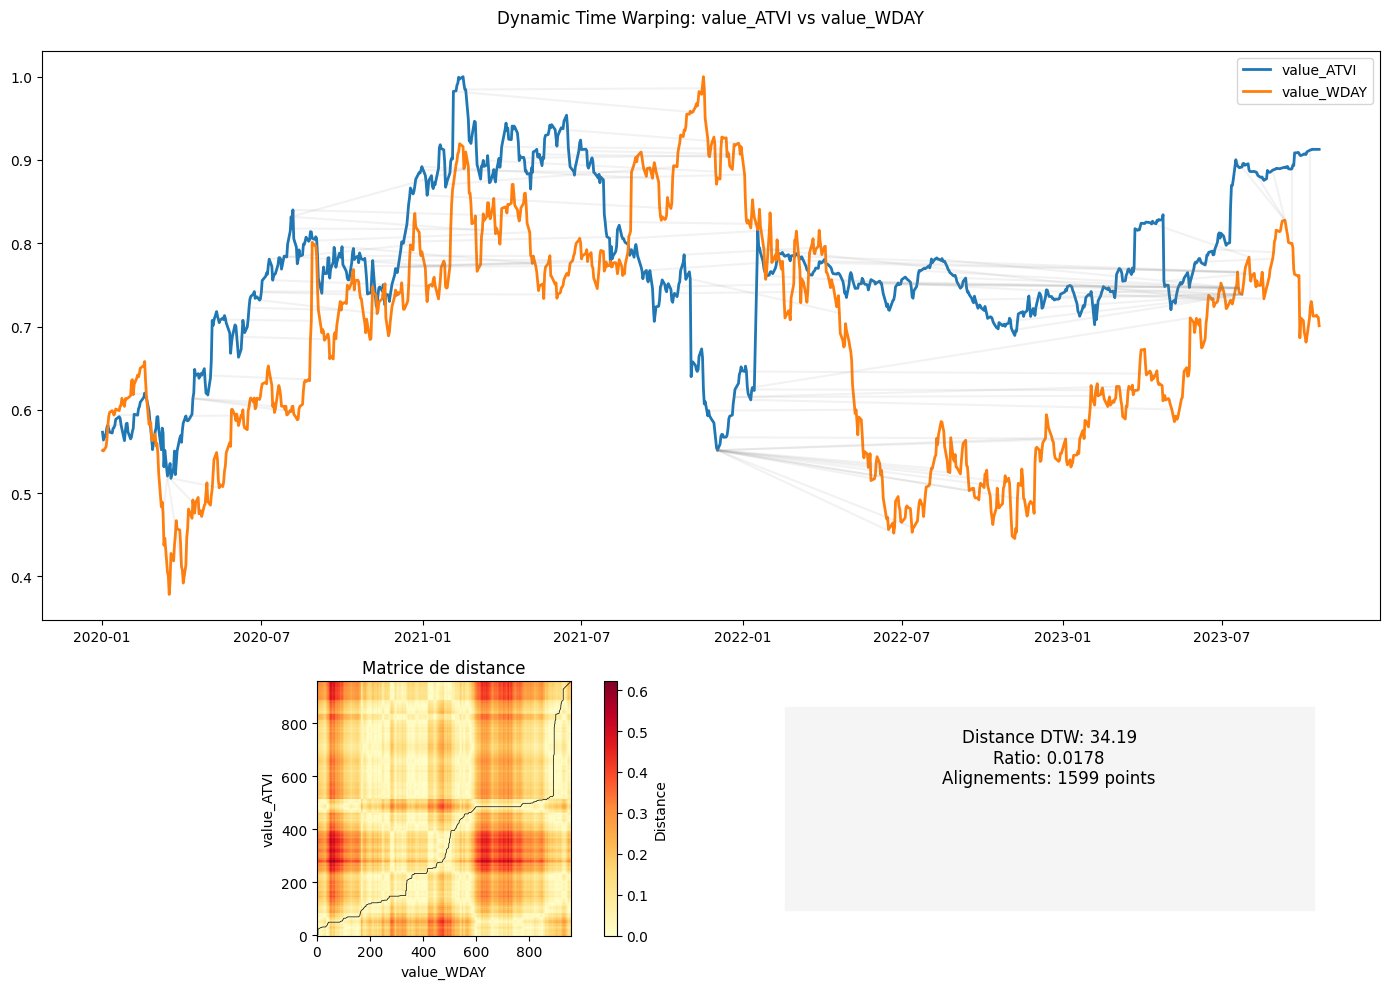 Dynamic Time Warping: value_ATVI vs value_WDAY
1.0
0.9
0.8
0.7
0.6
0.5
0.4
value_ATVI
value_WDAY
2020-01 2020-07 2021-01 2021-07 2022-01 2022-07 2023-01 2023-07
Matrice de distance
value_ATVI
800
600
400
200
0
0 200 400 600 800
value_WDAY
0.6
0.5
0.4
0.3
0.2
0.1
0.0
Distance
Distance DTW: 34.19
Ratio: 0.0178
Alignements: 1599 points